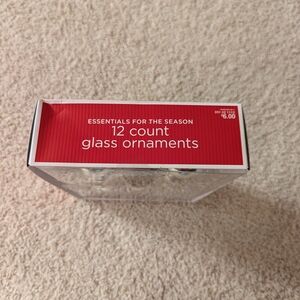 ESSENTIALS FOR THE SEASON
12 count
glass ornaments
$6.00